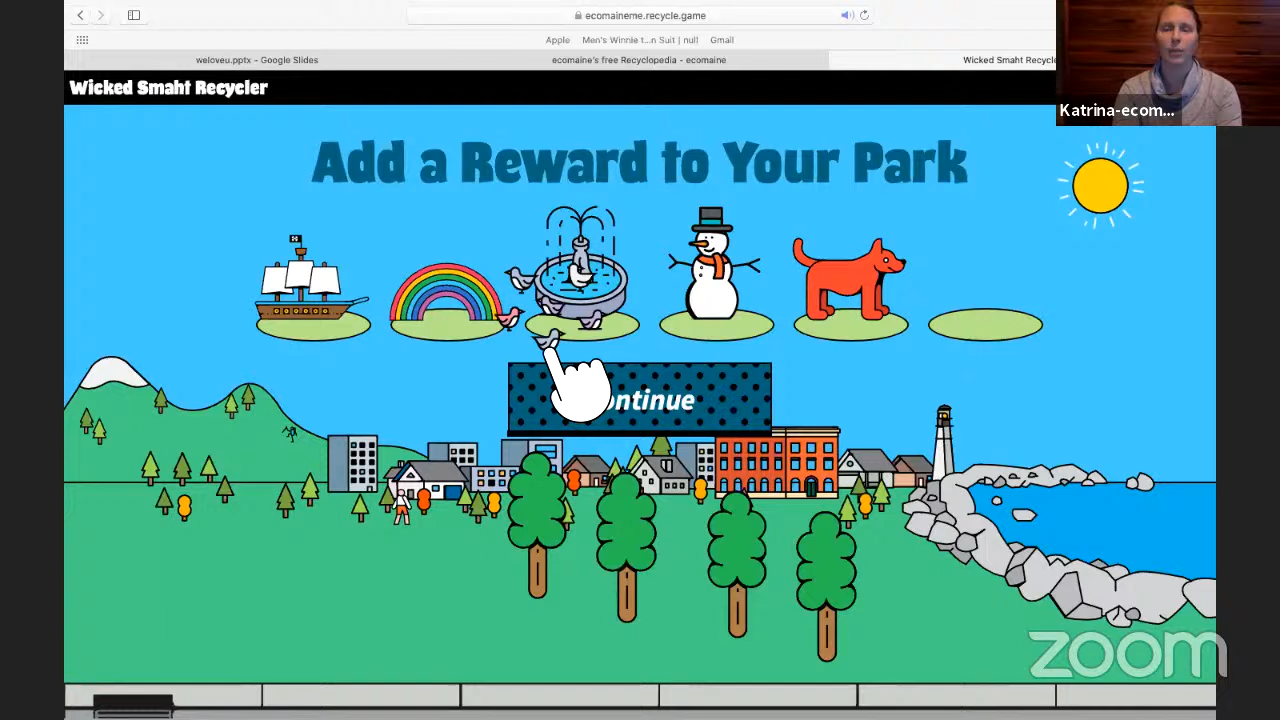 ecomaineme.recycle.game
Apple Men's Winnie t...n Suit | null Gmail
weloveu.pptx - Google Slides ecomaine's free Recyclopedia - ecomaine Wicked Smaht Recycle
Wicked Smaht Recycler
Katrina-ecom...
Add a Reward to Your Park
ontinue
zoom